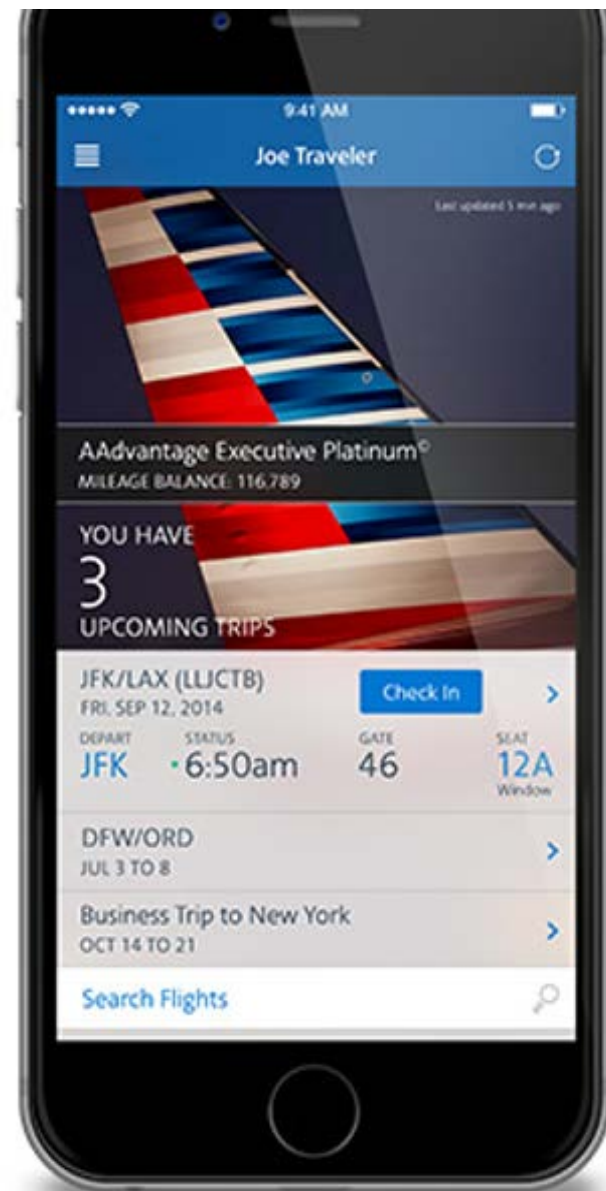 9:41 AM
Joe Traveler
Last updated 5 min ago
AAdvantage Executive Platinum©
MILEAGE BALANCE: 116,789
YOU HAVE
3
UPCOMING TRIPS
JFK/LAX (LLJCTB)
Check In
FRI, SEP 12, 2014
DEPART STATUS GATE SEAT
JFK 6:50am 46 12A
Window
DFW/ORD
JUL 3 TO 8
Business Trip to New York
OCT 14 TO 21
Search Flights